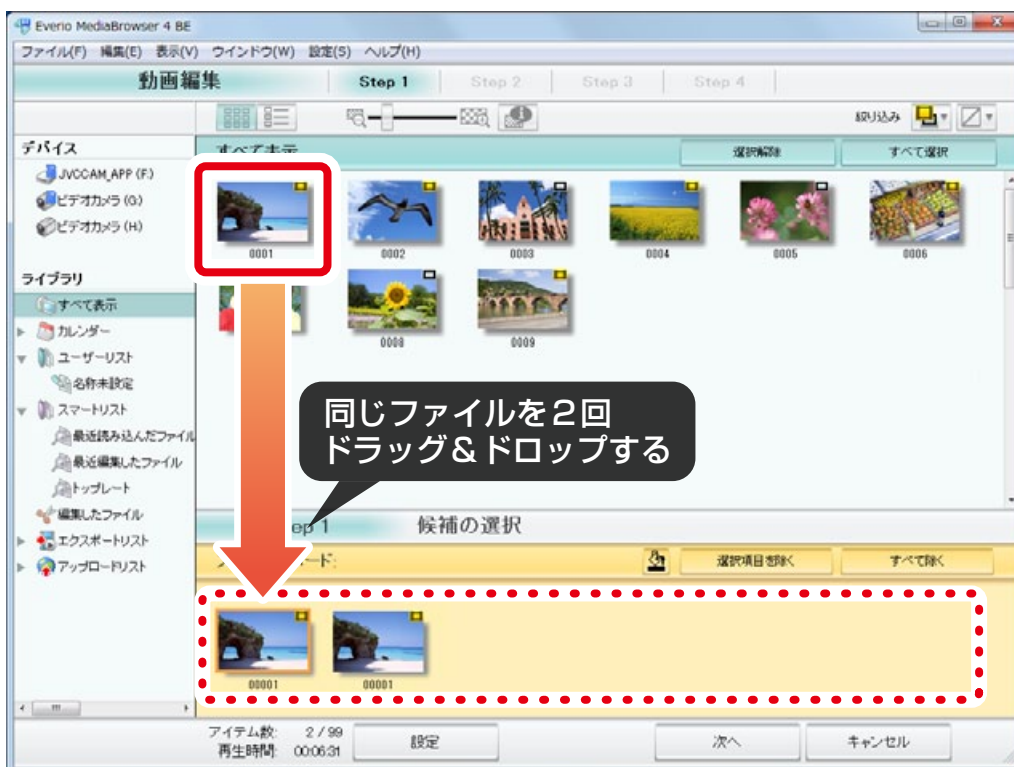 Everio MediaBrowser 4 BE
ファイル(F) 編集(E) 表示(V) ウインドウ(W) 設定(S) ヘルプ(H)
動画編集 Step 1 Step 2 Step 3 Step 4
絞り込み
デバイス
すべて表示 選択解除 すべて選択
JVCCAM_APP (F:)
ビデオカメラ (G:)
ビデオカメラ (H:)
0001 0002 0003 0004 0005 0006
ライブラリ
すべて表示
カレンダー
0008 0009
ユーザーリスト
名称未設定
スマートリスト
最近読み込んだファイル
最近編集したファイル
トップレート
編集したファイル
エクスポートリスト
アップロードリスト
同じファイルを2回
ドラッグ&ドロップする
ep 1 候補の選択
ード: 選択項目を除く すべて除く
00001 00001
アイテム数: 2 / 99
再生時間: 00:06:31
設定 次へ キャンセル